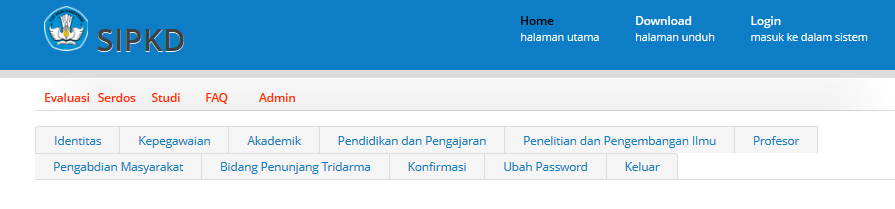 SIPKD
Home Download Login
halaman utama halaman unduh masuk ke dalam sistem
Evaluasi Serdos Studi FAQ Admin
Identitas Kepegawaian Akademik Pendidikan dan Pengajaran Penelitian dan Pengembangan Ilmu Profesor
Pengabdian Masyarakat Bidang Penunjang Tridarma Konfirmasi Ubah Password Keluar